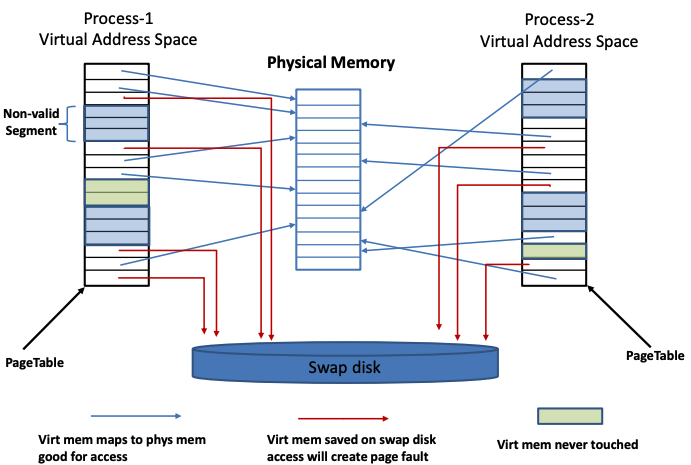 Process-1
Virtual Address Space
Process-2
Virtual Address Space
Physical Memory
Non-valid
Segment
PageTable
PageTable
Swap disk
Virt mem maps to phys mem
good for access
Virt mem saved on swap disk
access will create page fault
Virt mem never touched